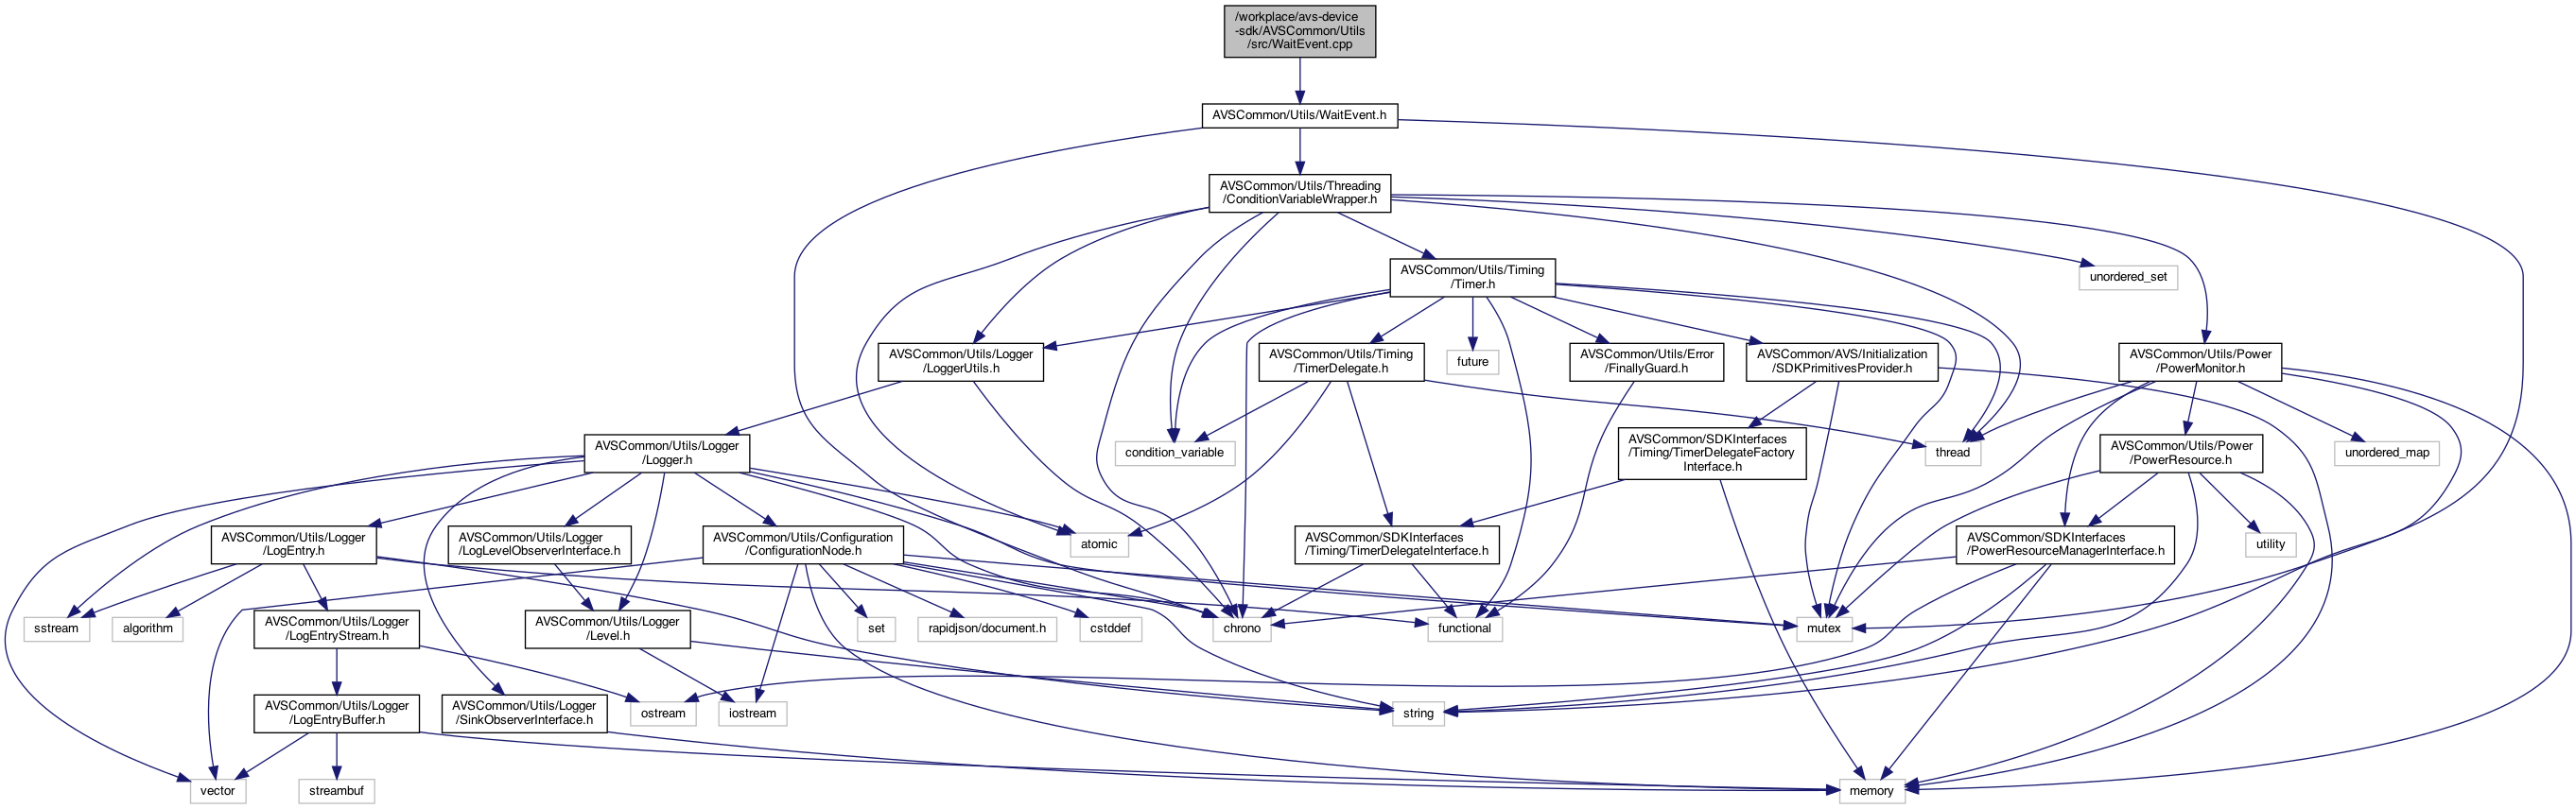 /workplace/avs-device
-sdk/AVSCommon/Utils
/src/WaitEvent.cpp
AVSCommon/Utils/WaitEvent.h
AVSCommon/Utils/Threading
/ConditionVariableWrapper.h
AVSCommon/Utils/Timing
/Timer.h
unordered_set
AVSCommon/Utils/Logger
/LoggerUtils.h
AVSCommon/Utils/Timing
/TimerDelegate.h
future
AVSCommon/Utils/Error
/FinallyGuard.h
AVSCommon/AVS/Initialization
/SDKPrimitivesProvider.h
AVSCommon/Utils/Power
/PowerMonitor.h
AVSCommon/Utils/Logger
/Logger.h
condition_variable
AVSCommon/SDKInterfaces
/Timing/TimerDelegateFactory
Interface.h
thread
AVSCommon/Utils/Power
/PowerResource.h
unordered_map
AVSCommon/Utils/Logger
/LogEntry.h
AVSCommon/Utils/Logger
/LogLevelObserverInterface.h
AVSCommon/Utils/Configuration
/ConfigurationNode.h
atomic
AVSCommon/SDKInterfaces
/Timing/TimerDelegateInterface.h
AVSCommon/SDKInterfaces
/PowerResourceManagerInterface.h
utility
sstream
algorithm
AVSCommon/Utils/Logger
/LogEntryStream.h
AVSCommon/Utils/Logger
/Level.h
set
rapidjson/document.h
cstddef
chrono
functional
mutex
AVSCommon/Utils/Logger
/LogEntryBuffer.h
AVSCommon/Utils/Logger
/SinkObserverInterface.h
ostream
iostream
string
vector
streambuf
memory